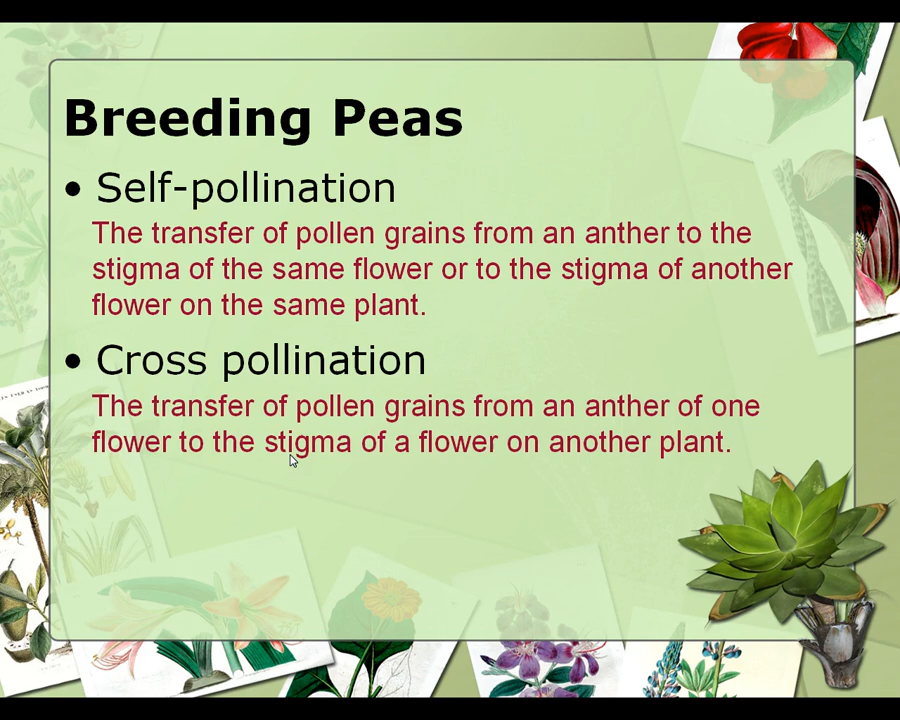 Breeding Peas
• Self-pollination
The transfer of pollen grains from an anther to the
stigma of the same flower or to the stigma of another
flower on the same plant.
• Cross pollination
The transfer of pollen grains from an anther of one
flower to the stigma of a flower on another plant.